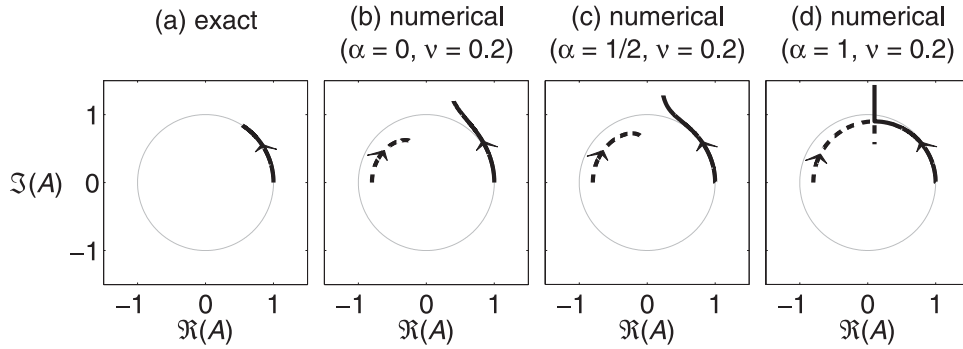 (a) exact
(b) numerical
(α = 0, ν = 0.2)
(c) numerical
(α = 1/2, ν = 0.2)
(d) numerical
(α = 1, ν = 0.2)
ℑ(A)
1
0
−1
−1 0 1
ℜ(A)
−1 0 1
ℜ(A)
−1 0 1
ℜ(A)
−1 0 1
ℜ(A)